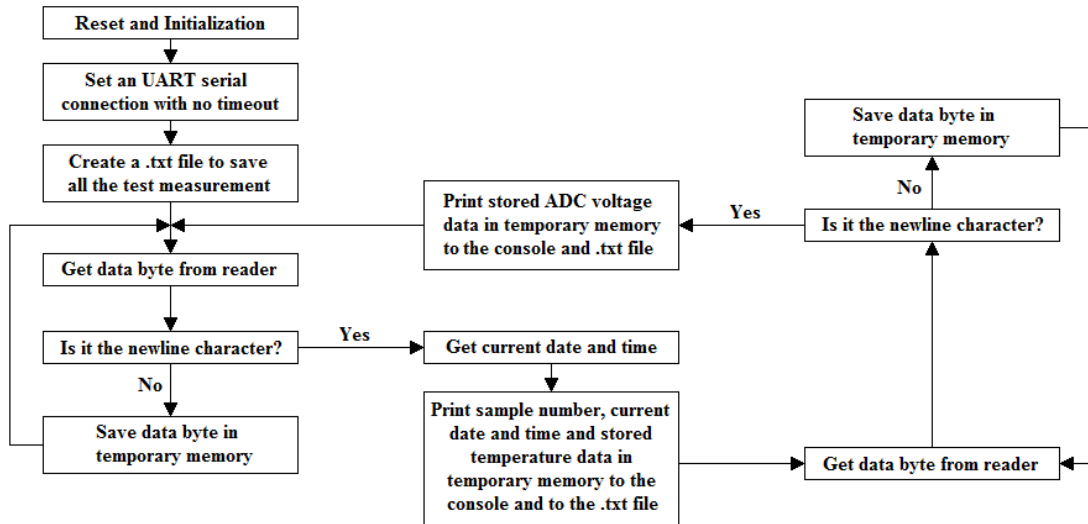 Reset and Initialization
Set an UART serial
connection with no timeout
Create a .txt file to save
all the test measurement
Get data byte from reader
Is it the newline character?
Yes
No
Save data byte in
temporary memory
Get current date and time
Print sample number, current
date and time and stored
temperature data in
temporary memory to the
console and to the .txt file
Get data byte from reader
Is it the newline character?
No
Save data byte in
temporary memory
Yes
Print stored ADC voltage
data in temporary memory
to the console and .txt file